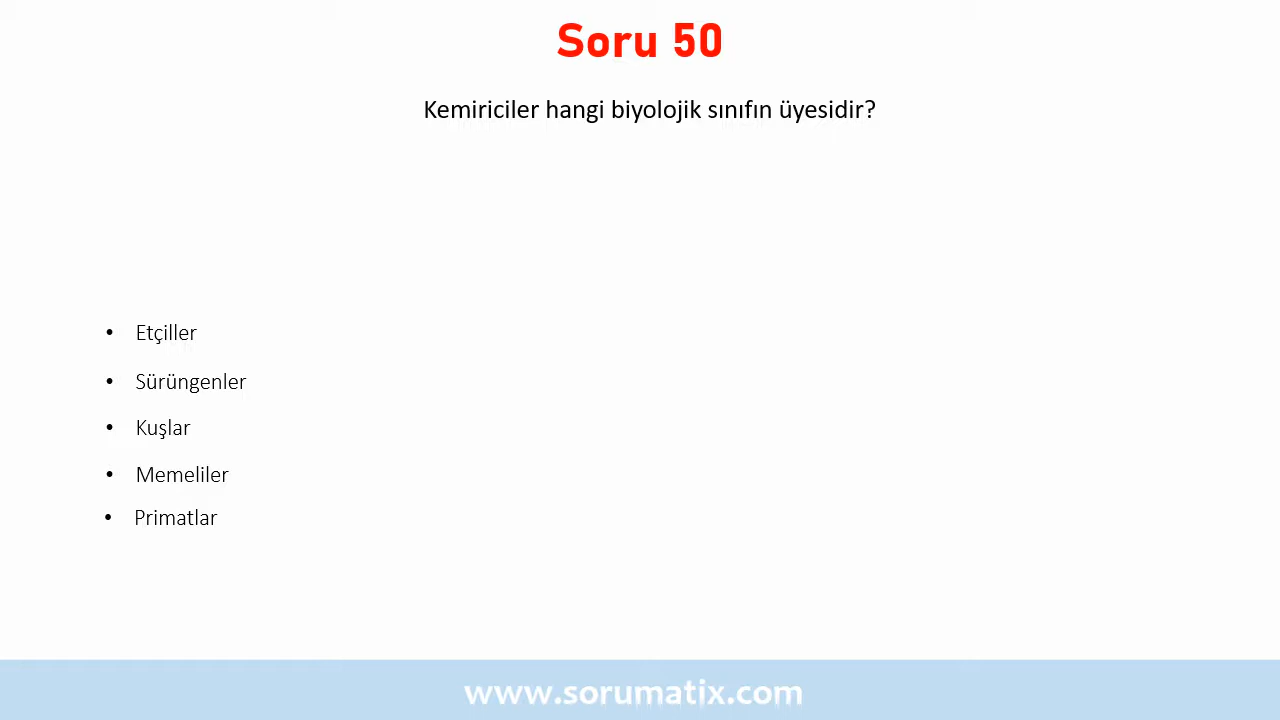 Soru 50
Kemiriciler hangi biyolojik sınıfın üyesidir?
• Etçiller
• Sürüngenler
• Kuşlar
• Memeliler
• Primatlar
www.sorumatix.com